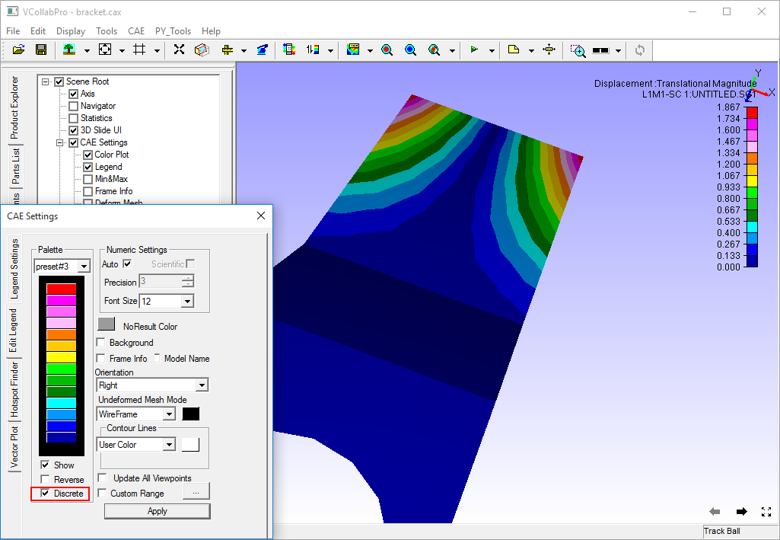 VCollabPro - bracket.cax
File Edit Display Tools CAE PY_Tools Help
Product Explorer
Parts List
Scene Root
Axis
Navigator
Statistics
3D Slide UI
CAE Settings
Color Plot
Legend
Min&Max
Frame Info
Deform Mesh
Displacement :Translational Magnitude
L1M1-SC 1:UNTITLED.SC1
Y
X
1.867
1.734
1.600
1.467
1.334
1.200
1.067
0.933
0.800
0.667
0.533
0.400
0.267
0.133
0.000
CAE Settings
Legend Settings
Edit Legend
Hotspot Finder
Vector Plot
Palette
preset#3
Show
Reverse
Discrete
Numeric Settings
Auto Scientific
Precision 3
Font Size 12
NoResult Color
Background
Frame Info Model Name
Orientation
Right
Undeformed Mesh Mode
WireFrame
Contour Lines
User Color
Update All Viewpoints
Custom Range ...
Apply
Track Ball